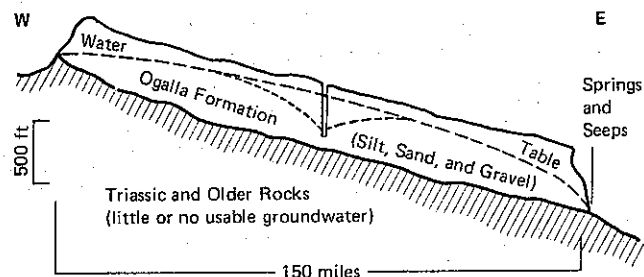 W
E
Water
Ogalla Formation
Springs
and
Seeps
Table
(Silt, Sand, and Gravel)
500 ft
Triassic and Older Rocks
(little or no usable groundwater)
150 miles